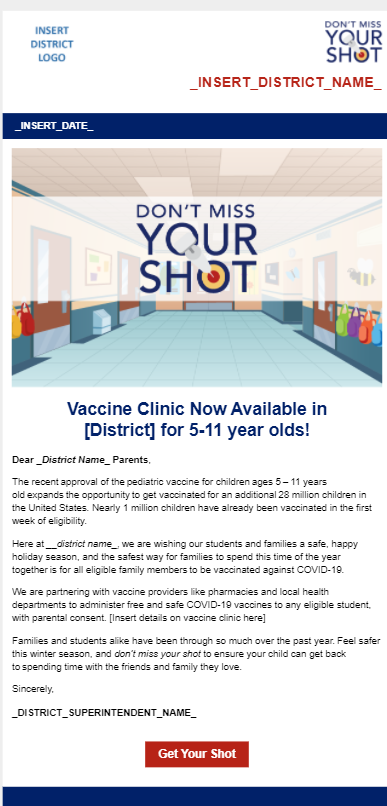 INSERT
DISTRICT
LOGO
DON'T MISS
YOUR
SHOT
_INSERT_DISTRICT_NAME_
_INSERT_DATE_
DON'T MISS
YOUR
SHOT
Vaccine Clinic Now Available in
[District] for 5-11 year olds!
Dear _District Name_ Parents,
The recent approval of the pediatric vaccine for children ages 5 – 11 years
old expands the opportunity to get vaccinated for an additional 28 million children in
the United States. Nearly 1 million children have already been vaccinated in the first
week of eligibility.
Here at __district name_, we are wishing our students and families a safe, happy
holiday season, and the safest way for families to spend this time of the year
together is for all eligible family members to be vaccinated against COVID-19.
We are partnering with vaccine providers like pharmacies and local health
departments to administer free and safe COVID-19 vaccines to any eligible student,
with parental consent. [Insert details on vaccine clinic here]
Families and students alike have been through so much over the past year. Feel safer
this winter season, and don't miss your shot to ensure your child can get back
to spending time with the friends and family they love.
Sincerely,
_DISTRICT_SUPERINTENDENT_NAME_
Get Your Shot